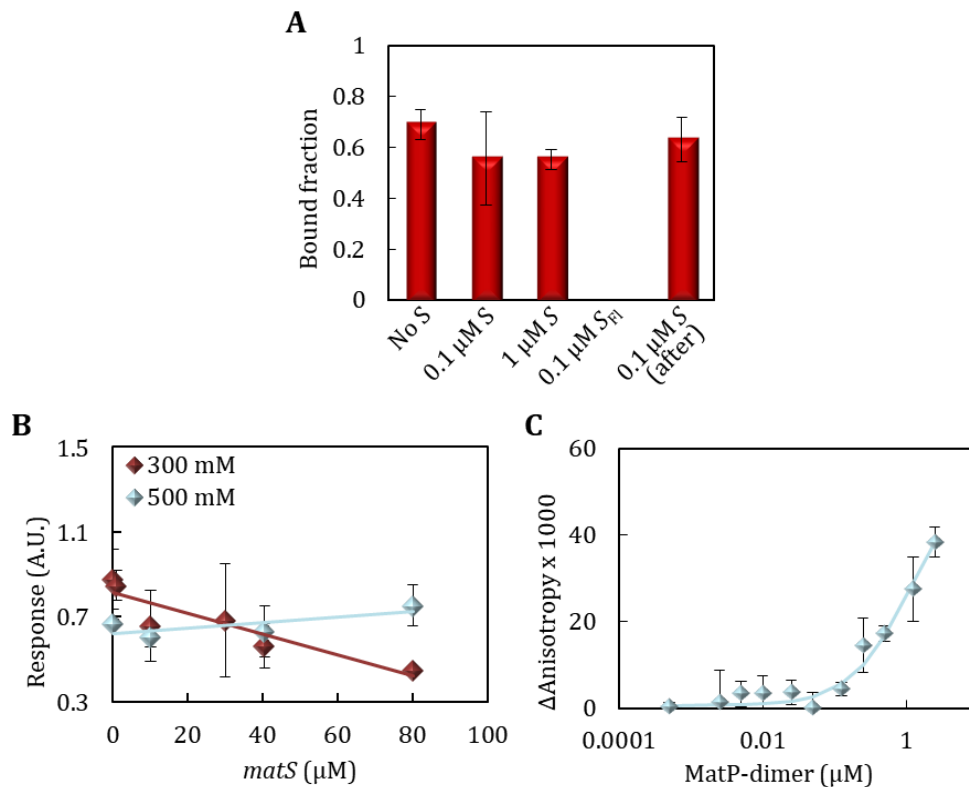 A
1
0.8
0.6
0.4
0.2
0
Bound fraction
No S
0.1 µM S
1 µM S
0.1 µM S_Fl
0.1 µM S
(after)
B
1.5
1.1
0.7
0.3
Response (A.U.)
300 mM
500 mM
0 20 40 60 80 100
matS (µM)
C
60
40
20
0
ΔAnisotropy x 1000
0.0001 0.01 1
MatP-dimer (µM)